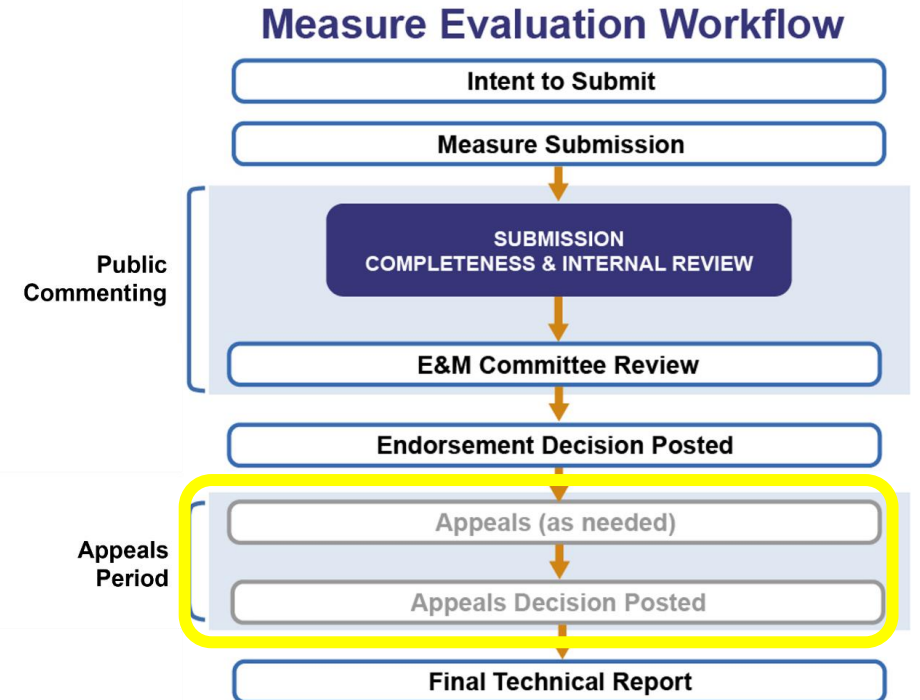 Measure Evaluation Workflow
Intent to Submit
Measure Submission
Public
Commenting
SUBMISSION
COMPLETENESS & INTERNAL REVIEW
E&M Committee Review
Endorsement Decision Posted
Appeals
Period
Appeals (as needed)
Appeals Decision Posted
Final Technical Report